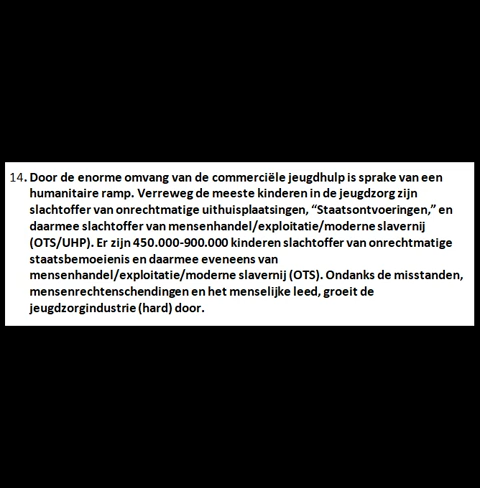 14. Door de enorme omvang van de commerciële jeugdhulp is sprake van een
humanitaire ramp. Verreweg de meeste kinderen in de jeugdzorg zijn
slachtoffer van onrechtmatige uithuisplaatsingen, “Staatsontvoeringen,” en
daarmee slachtoffer van mensenhandel/exploitatie/moderne slavernij
(OTS/UHP). Er zijn 450.000-900.000 kinderen slachtoffer van onrechtmatige
staatsbemoeienis en daarmee eveneens van
mensenhandel/exploitatie/moderne slavernij (OTS). Ondanks de misstanden,
mensenrechtenschendingen en het menselijke leed, groeit de
jeugdzorgindustrie (hard) door.